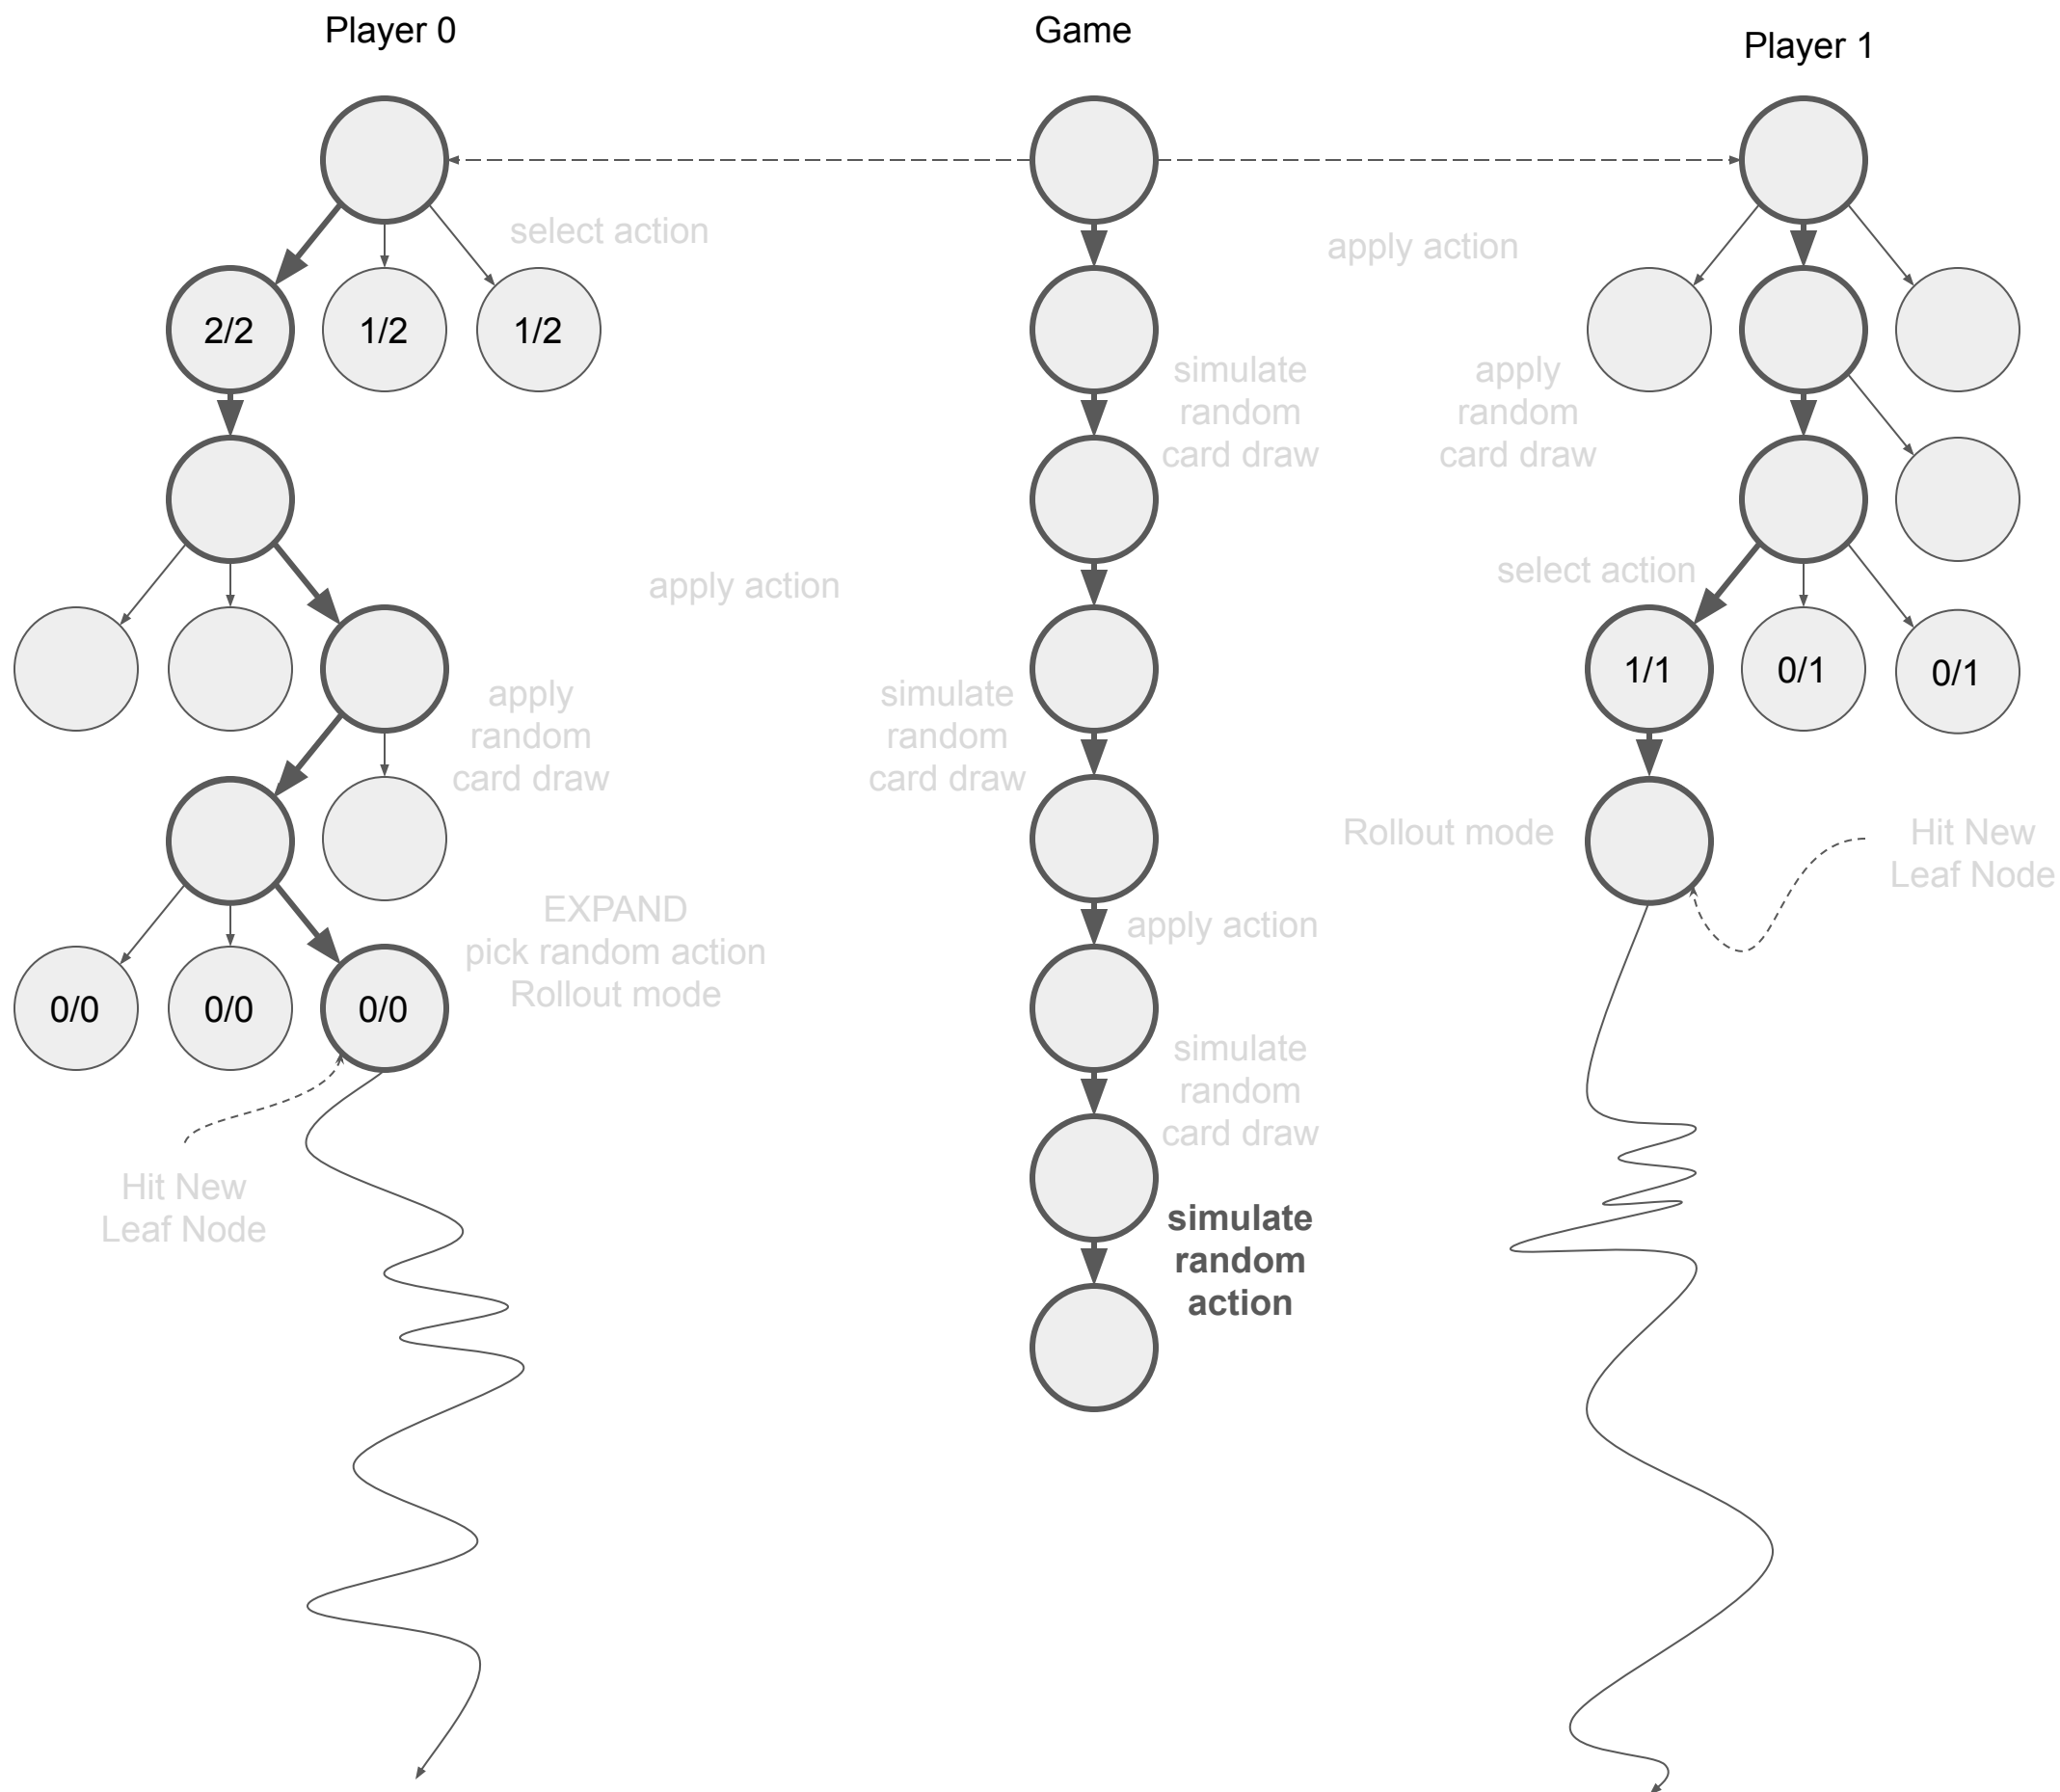 Player 0
Game
Player 1
select action
apply action
2/2
1/2
1/2
simulate
random
card draw
apply
random
card draw
apply action
select action
1/1
0/1
0/1
apply
random
card draw
simulate
random
card draw
Rollout mode
Hit New
Leaf Node
EXPAND
pick random action
Rollout mode
apply action
0/0
0/0
0/0
simulate
random
card draw
Hit New
Leaf Node
simulate
random
action